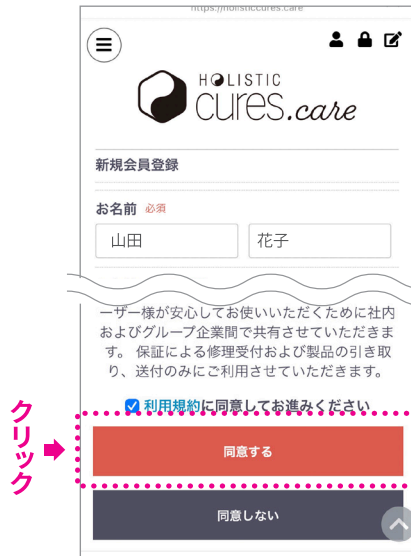 https://holisticcures.care
HOLISTIC
cures.care
新規会員登録
お名前 必須
山田 花子
ーザー様が安心してお使いいただくために社内
およびグループ企業間で共有させていただきま
す。 保証による修理受付および製品の引き取
り、送付のみにご利用させていただきます。
利用規約に同意してお進みください
クリック
同意する
同意しない